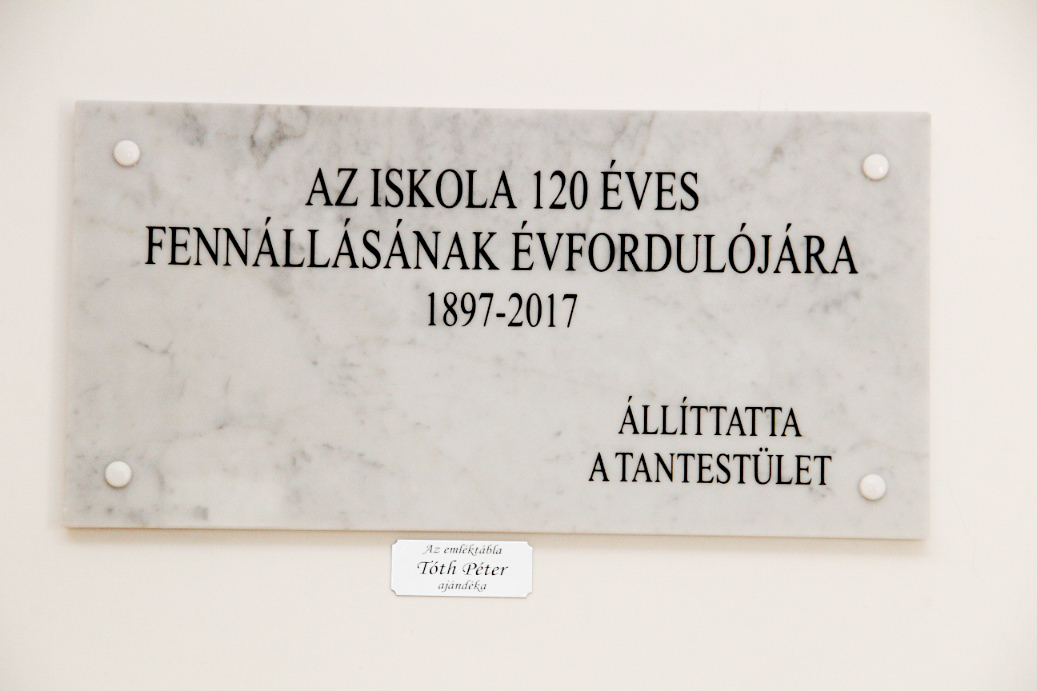 AZ ISKOLA 120 ÉVES
FENNÁLLÁSÁNAK ÉVFORDULÓJÁRA
1897-2017
ÁLLÍTTATTA
A TANTESTÜLET
Az emléktábla
Tóth Péter
ajándéka